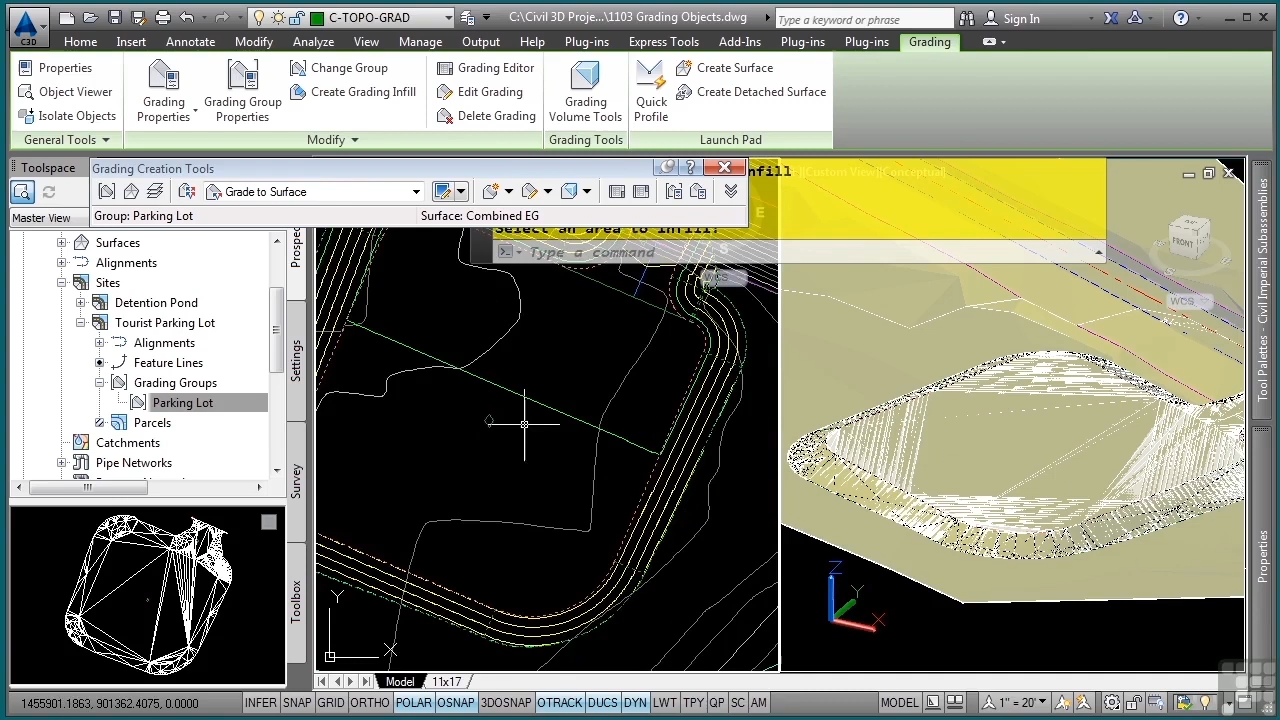 C-TOPO-GRAD
C:\Civil 3D Proje...\1103 Grading Objects.dwg
Type a keyword or phrase
Sign In
C3D
Home Insert Annotate Modify Analyze View Manage Output Help Plug-ins Express Tools Add-Ins Plug-ins Plug-ins Grading
Properties
Object Viewer
Isolate Objects
General Tools
Grading Properties
Grading Group Properties
Change Group
Create Grading Infill
Grading Editor
Edit Grading
Delete Grading
Modify
Grading Volume Tools
Grading Tools
Quick Profile
Create Surface
Create Detached Surface
Launch Pad
Toolspace
Grading Creation Tools
Grade to Surface
Group: Parking Lot
Surface: Combined EG
Master View
nfill
][Custom View][Conceptual]
E
Select an area to infill:
S
Type a command
WCS
FRONT
WCS
Surfaces
Alignments
Sites
Detention Pond
Tourist Parking Lot
Alignments
Feature Lines
Grading Groups
Parking Lot
Parcels
Catchments
Pipe Networks
Prospec
Settings
Survey
Toolbox
Tool Palettes - Civil Imperial Subassemblies
Properties
Y
X
Z
Y
X
Model 11x17
1455901.1863, 901362.4075, 0.0000
INFER SNAP GRID ORTHO POLAR OSNAP 3DOSNAP OTRACK DUCS DYN LWT TPY QP SC AM
MODEL
1" = 20'